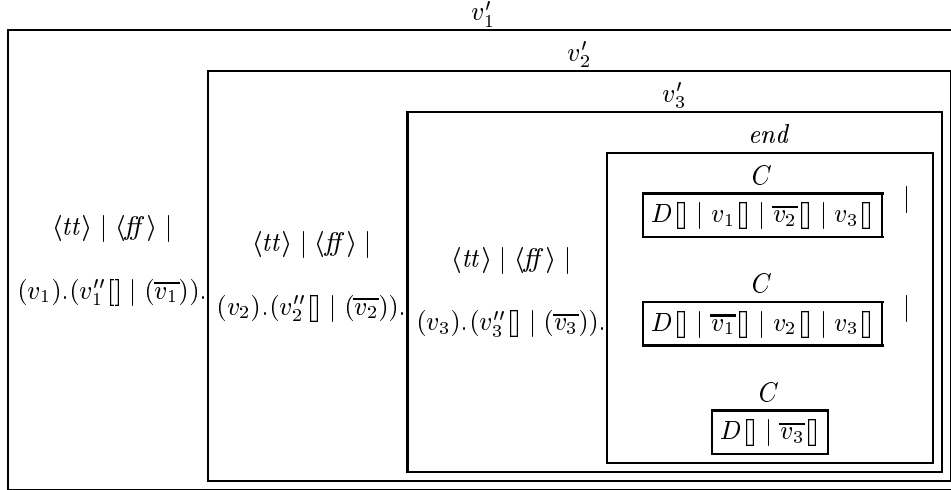 v′₁
v′₂
v′₃
end
C
D[] | v₁[] | v̅₂[] | v₃[] |
⟨tt⟩ | ⟨ff⟩ |
(v₁).(v″₁[] | (v̅₁)).
⟨tt⟩ | ⟨ff⟩ |
(v₂).(v″₂[] | (v̅₂)).
⟨tt⟩ | ⟨ff⟩ |
(v₃).(v″₃[] | (v̅₃)).
C
D[] | v̅₁[] | v₂[] | v₃[] |
C
D[] | v̅₃[]